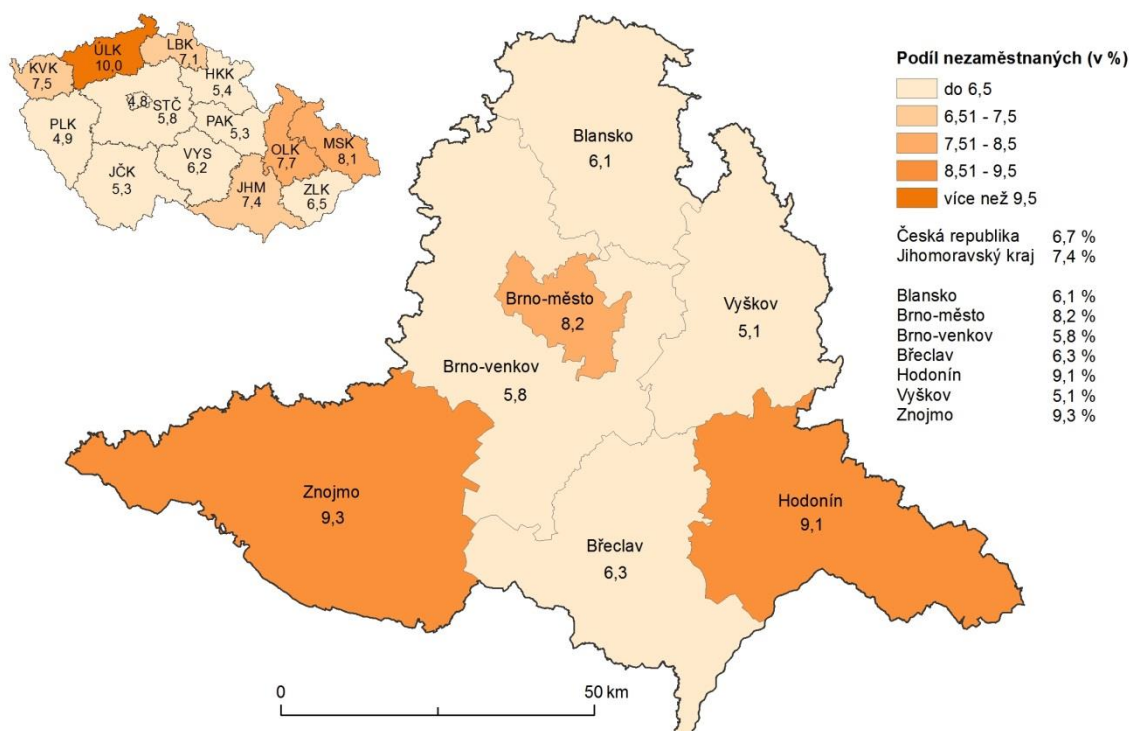 ÚLK
10,0
LBK
7,1
KVK
7,5
HKK
5,4
4,8
STČ
5,8
PAK
5,3
PLK
4,9
VYS
6,2
OLK
7,7
MSK
8,1
JČK
5,3
JHM
7,4
ZLK
6,5
Podíl nezaměstnaných (v %)
do 6,5
6,51 - 7,5
7,51 - 8,5
8,51 - 9,5
více než 9,5
Česká republika 6,7 %
Jihomoravský kraj 7,4 %
Blansko 6,1 %
Brno-město 8,2 %
Brno-venkov 5,8 %
Břeclav 6,3 %
Hodonín 9,1 %
Vyškov 5,1 %
Znojmo 9,3 %
Blansko
6,1
Brno-město
8,2
Vyškov
5,1
Brno-venkov
5,8
Znojmo
9,3
Hodonín
9,1
Břeclav
6,3
0 50 km